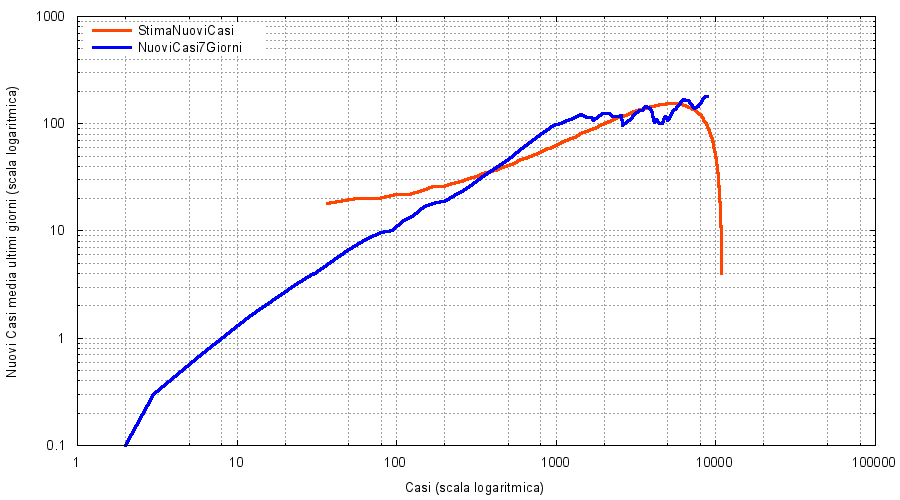 1000
StimaNuoviCasi
NuoviCasi7Giorni
100
10
1
0.1
Nuovi Casi media ultimi giorni (scala logaritmica)
1 10 100 1000 10000 100000
Casi (scala logaritmica)